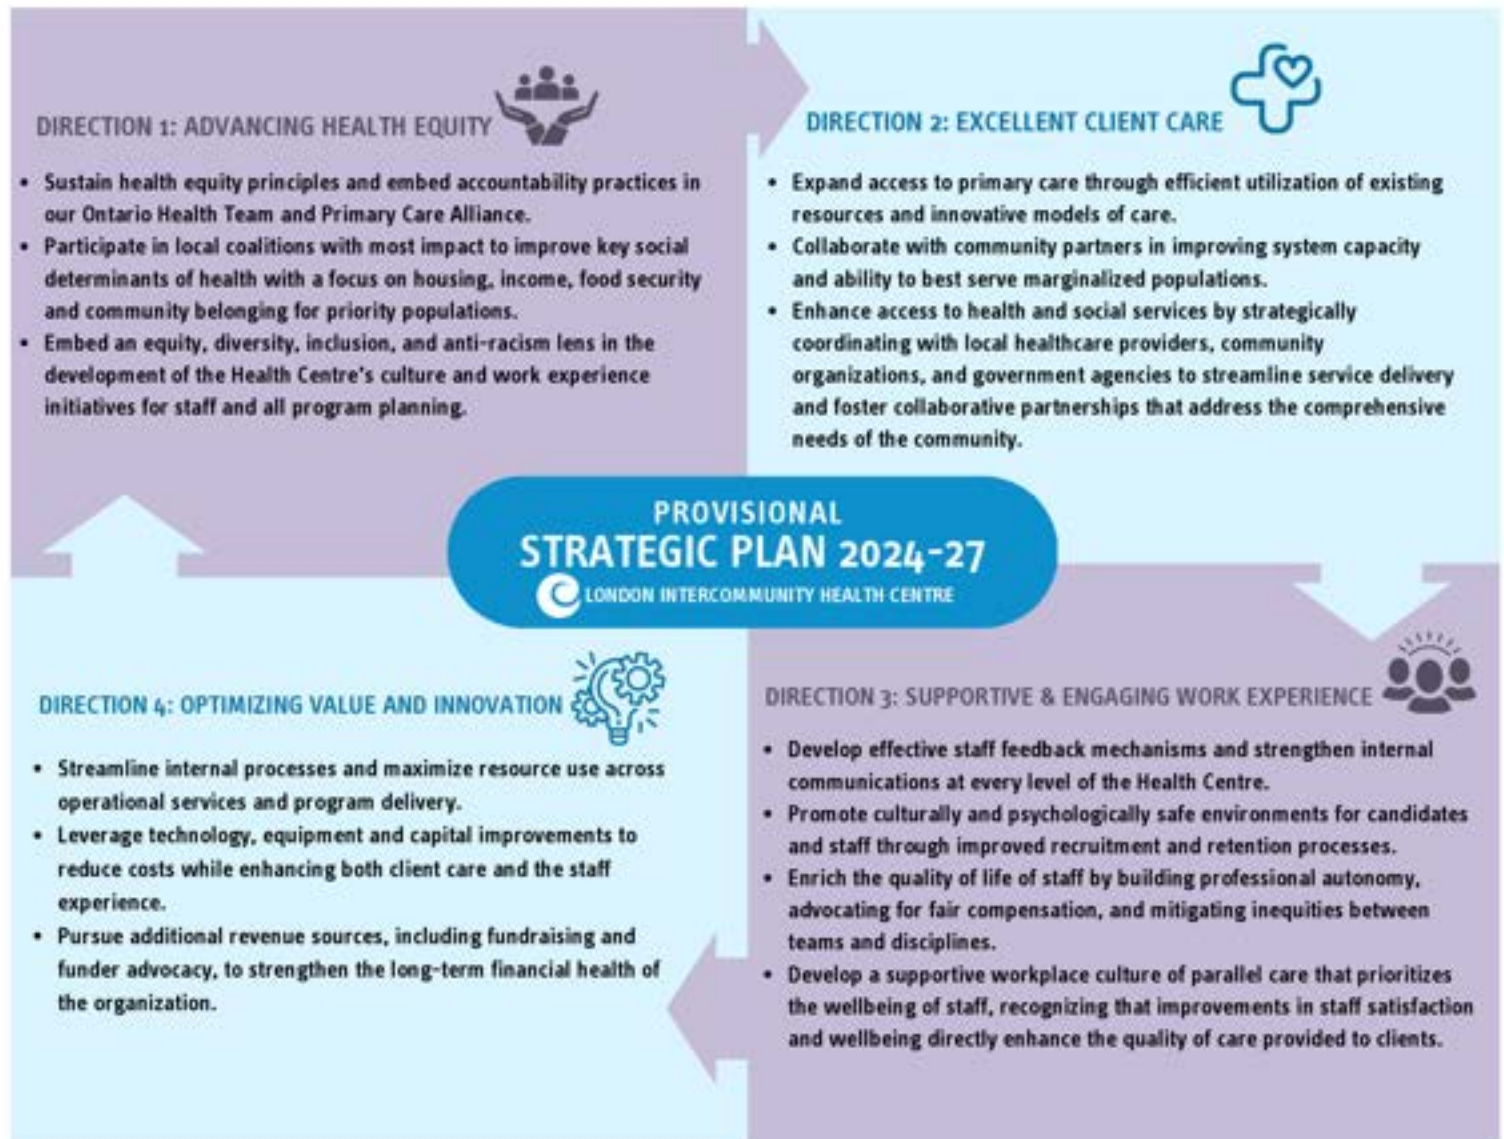 DIRECTION 1: ADVANCING HEALTH EQUITY
• Sustain health equity principles and embed accountability practices in
our Ontario Health Team and Primary Care Alliance.
• Participate in local coalitions with most impact to improve key social
determinants of health with a focus on housing, income, food security
and community belonging for priority populations.
• Embed an equity, diversity, inclusion, and anti-racism lens in the
development of the Health Centre's culture and work experience
initiatives for staff and all program planning.
DIRECTION 2: EXCELLENT CLIENT CARE
• Expand access to primary care through efficient utilization of existing
resources and innovative models of care.
• Collaborate with community partners in improving system capacity
and ability to best serve marginalized populations.
• Enhance access to health and social services by strategically
coordinating with local healthcare providers, community
organizations, and government agencies to streamline service delivery
and foster collaborative partnerships that address the comprehensive
needs of the community.
PROVISIONAL
STRATEGIC PLAN 2024-27
LONDON INTERCOMMUNITY HEALTH CENTRE
DIRECTION 3: SUPPORTIVE & ENGAGING WORK EXPERIENCE
• Develop effective staff feedback mechanisms and strengthen internal
communications at every level of the Health Centre.
• Promote culturally and psychologically safe environments for candidates
and staff through improved recruitment and retention processes.
• Enrich the quality of life of staff by building professional autonomy,
advocating for fair compensation, and mitigating inequities between
teams and disciplines.
• Develop a supportive workplace culture of parallel care that prioritizes
the wellbeing of staff, recognizing that improvements in staff satisfaction
and wellbeing directly enhance the quality of care provided to clients.
DIRECTION 4: OPTIMIZING VALUE AND INNOVATION
• Streamline internal processes and maximize resource use across
operational services and program delivery.
• Leverage technology, equipment and capital improvements to
reduce costs while enhancing both client care and the staff
experience.
• Pursue additional revenue sources, including fundraising and
funder advocacy, to strengthen the long-term financial health of
the organization.